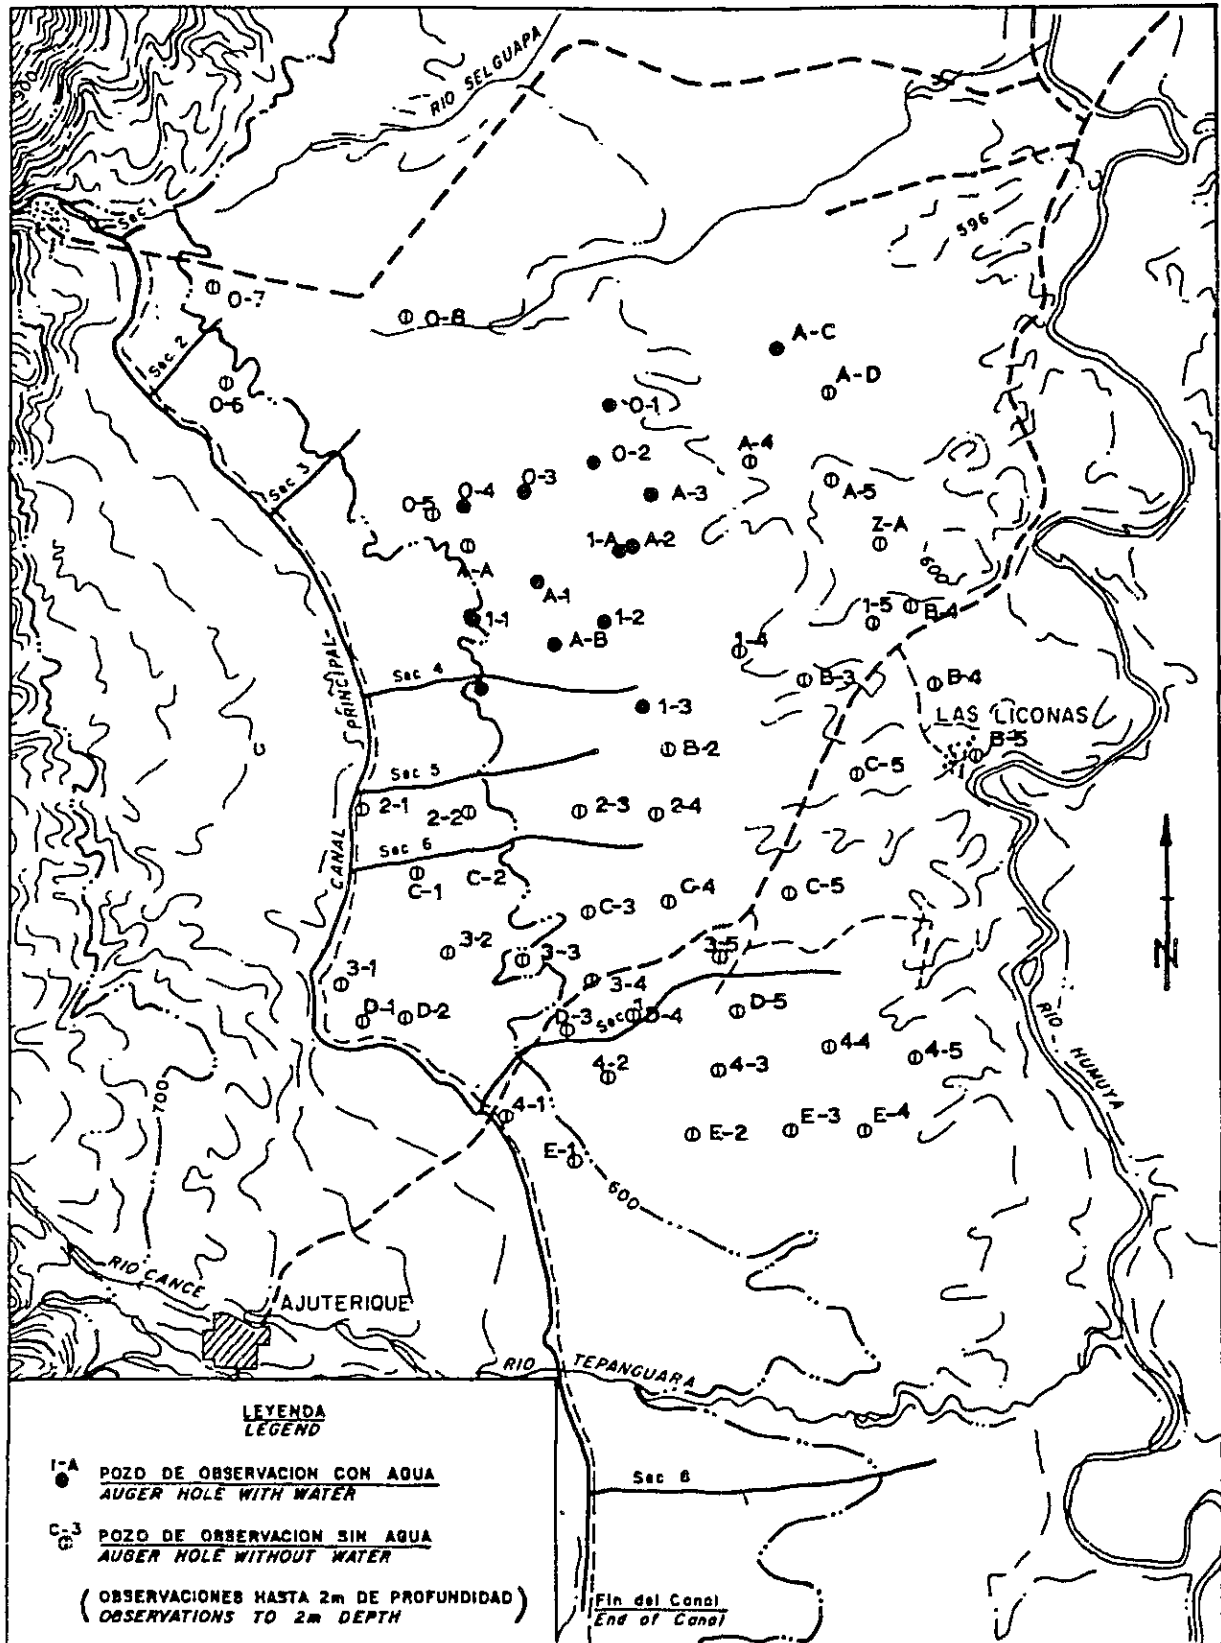 900
RIO SELGUAPA
Sec 1
596
O-7
O-8
A-C
Sec 2
A-D
O-6
O-1
O-2
A-4
Sec 3
O-3
O-4
A-3
A-5
O-5
Z-A
1-A
A-2
600
A-A
A-1
1-5
B-4
1-1
1-2
A-B
1-4
CANAL PRINCIPAL
Sec 4
B-3
B-4
1-3
LAS LICONAS
B-2
B-5
Sec 5
C-5
2-1
2-2
2-3
2-4
CANAL
Sec 6
C-1
C-2
C-4
C-5
C-3
3-2
3-3
3-5
3-1
3-4
D-1
D-2
D-3
Sec 7
D-4
D-5
RIO HUMUYA
4-4
4-2
4-3
4-5
700
4-1
E-2
E-3
E-4
E-1
600
RIO CANCE
AJUTERIQUE
RIO TEPANGUARA
N
LEYENDA
LEGEND
1-A
POZO DE OBSERVACION CON AGUA
AUGER HOLE WITH WATER
C-3
POZO DE OBSERVACION SIN AGUA
AUGER HOLE WITHOUT WATER
(OBSERVACIONES HASTA 2m DE PROFUNDIDAD)
OBSERVATIONS TO 2m DEPTH
Sec 8
Fin del Canal
End of Canal